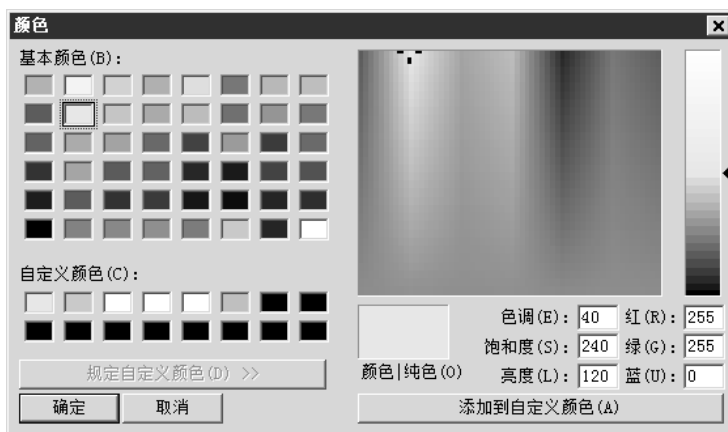 颜色
基本颜色(B):
自定义颜色(C):
规定自定义颜色(D) >>
确定 取消
色调(E): 40 红(R): 255
饱和度(S): 240 绿(G): 255
颜色|纯色(O) 亮度(L): 120 蓝(U): 0
添加到自定义颜色(A)